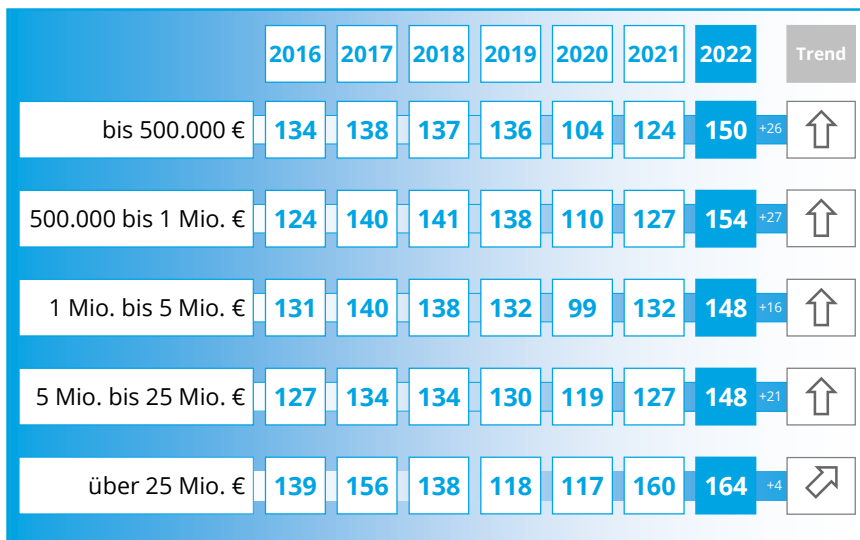 2016 2017 2018 2019 2020 2021 2022 Trend
bis 500.000 € 134 138 137 136 104 124 150 +26
500.000 bis 1 Mio. € 124 140 141 138 110 127 154 +27
1 Mio. bis 5 Mio. € 131 140 138 132 99 132 148 +16
5 Mio. bis 25 Mio. € 127 134 134 130 119 127 148 +21
über 25 Mio. € 139 156 138 118 117 160 164 +4